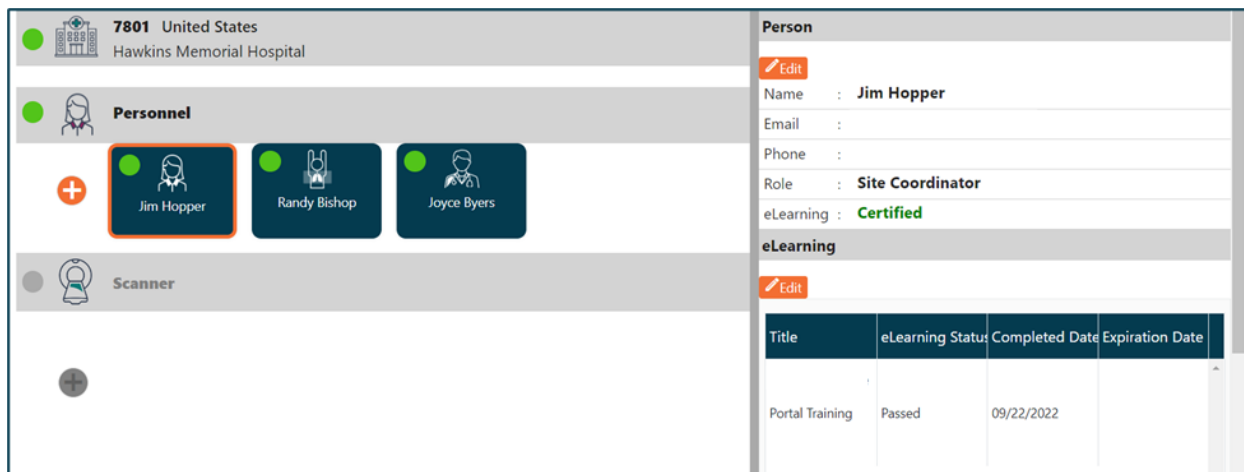 7801 United States
Hawkins Memorial Hospital
Personnel
Jim Hopper
Randy Bishop
Joyce Byers
Scanner
Person
Edit
Name : Jim Hopper
Email :
Phone :
Role : Site Coordinator
eLearning : Certified
eLearning
Edit
Title eLearning Status Completed Date Expiration Date
Portal Training Passed 09/22/2022